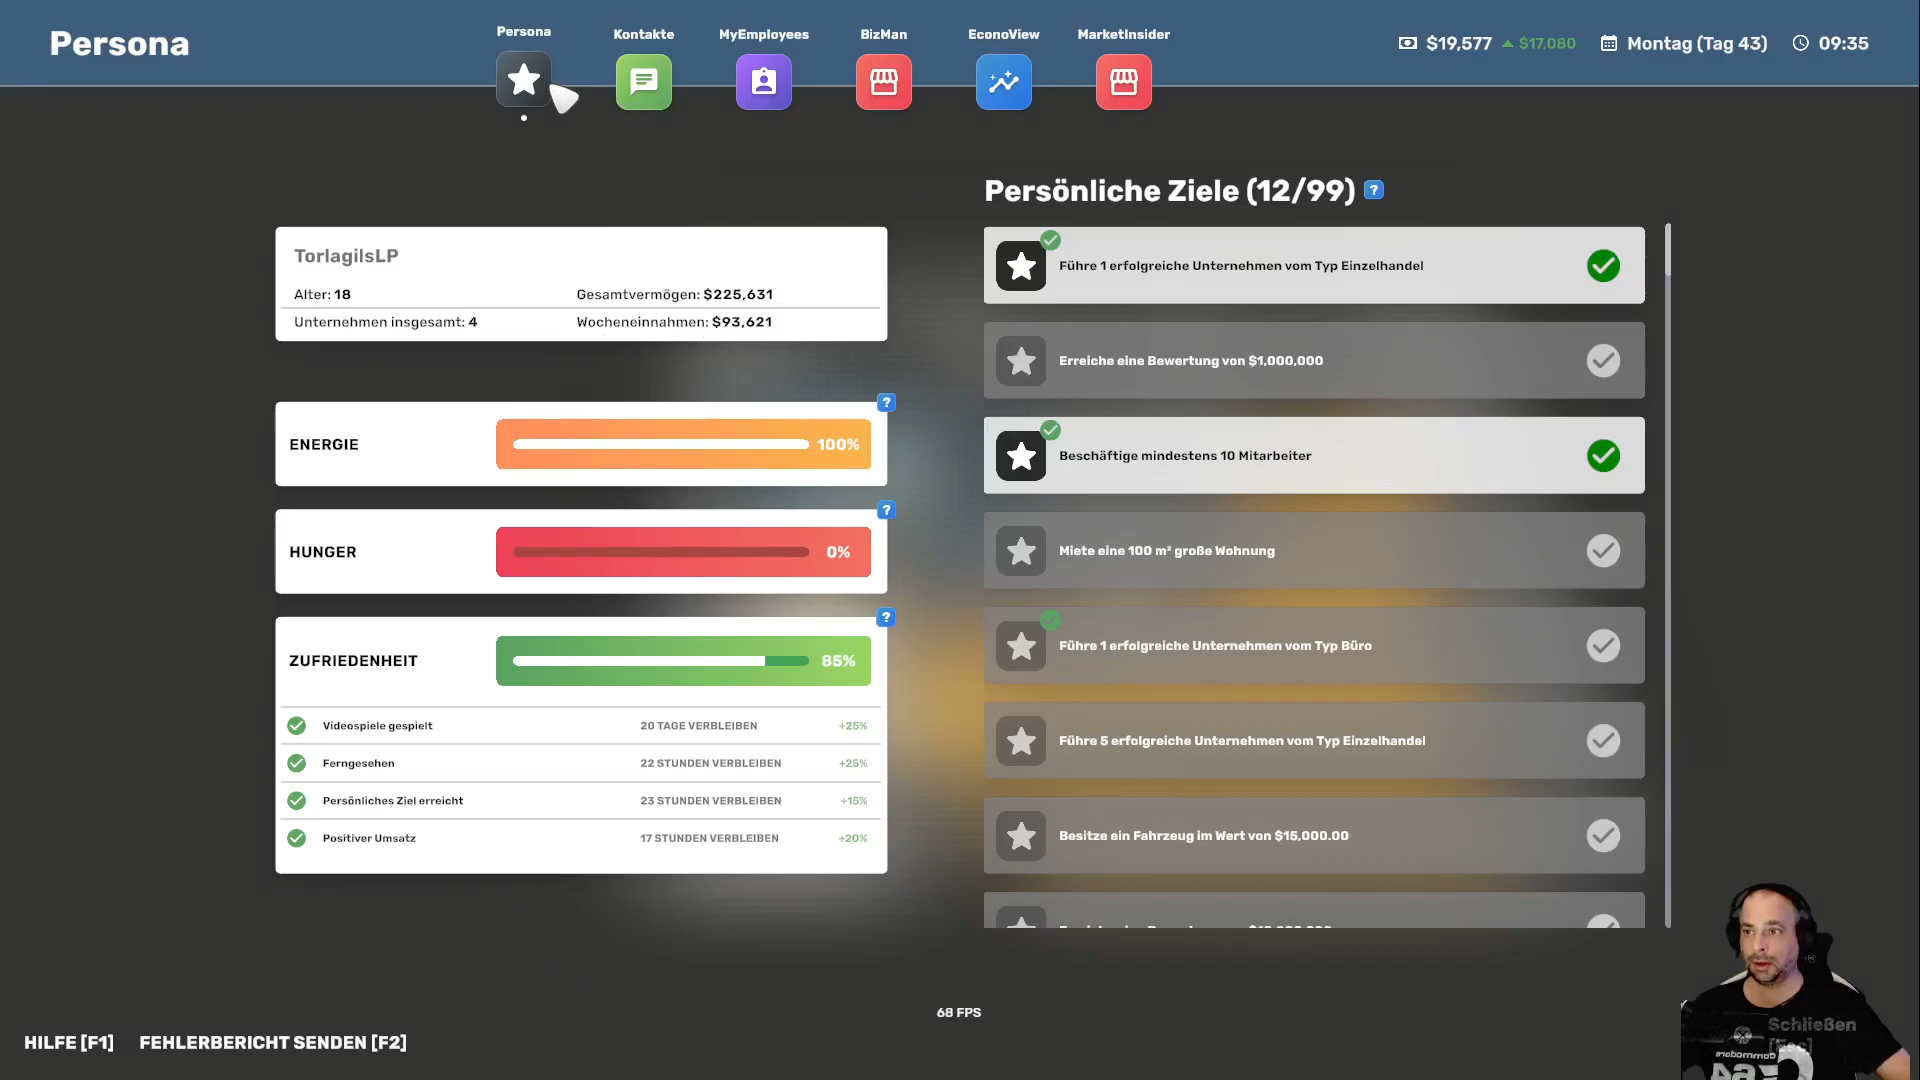 Persona
Persona
Kontakte
MyEmployees
BizMan
EconoView
MarketInsider
$19,577
$17,080
Montag (Tag 43)
09:35
Persönliche Ziele (12/99)
?
TorlagilsLP
Alter: 18
Gesamtvermögen: $225,631
Unternehmen insgesamt: 4
Wocheneinnahmen: $93,621
?
ENERGIE
100%
?
HUNGER
0%
?
ZUFRIEDENHEIT
85%
Videospiele gespielt
20 TAGE VERBLEIBEN
+25%
Ferngesehen
22 STUNDEN VERBLEIBEN
+25%
Persönliches Ziel erreicht
23 STUNDEN VERBLEIBEN
+15%
Positiver Umsatz
17 STUNDEN VERBLEIBEN
+20%
Führe 1 erfolgreiche Unternehmen vom Typ Einzelhandel
Erreiche eine Bewertung von $1,000,000
Beschäftige mindestens 10 Mitarbeiter
Miete eine 100 m² große Wohnung
Führe 1 erfolgreiche Unternehmen vom Typ Büro
Führe 5 erfolgreiche Unternehmen vom Typ Einzelhandel
Besitze ein Fahrzeug im Wert von $15,000.00
68 FPS
HILFE [F1]
FEHLERBERICHT SENDEN [F2]
Schließen
[Esc]